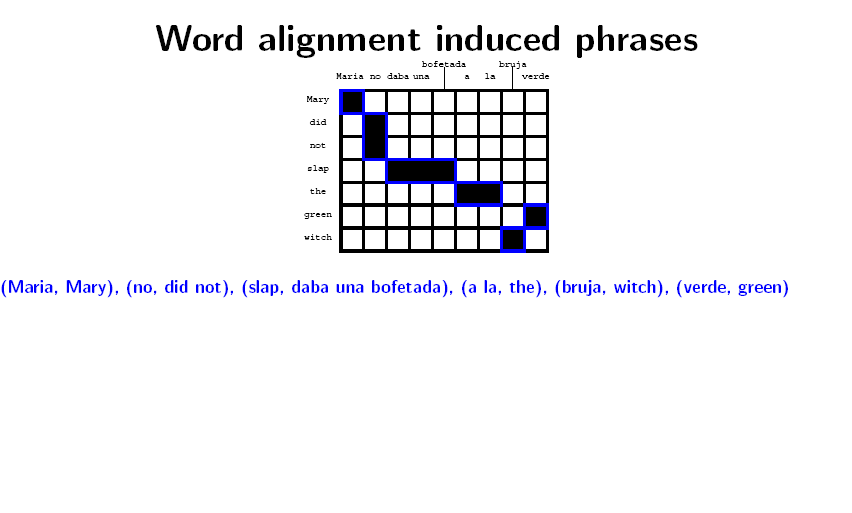 Word alignment induced phrases
bofetada bruja
Maria no daba una a la verde
Mary
did
not
slap
the
green
witch
(Maria, Mary), (no, did not), (slap, daba una bofetada), (a la, the), (bruja, witch), (verde, green)